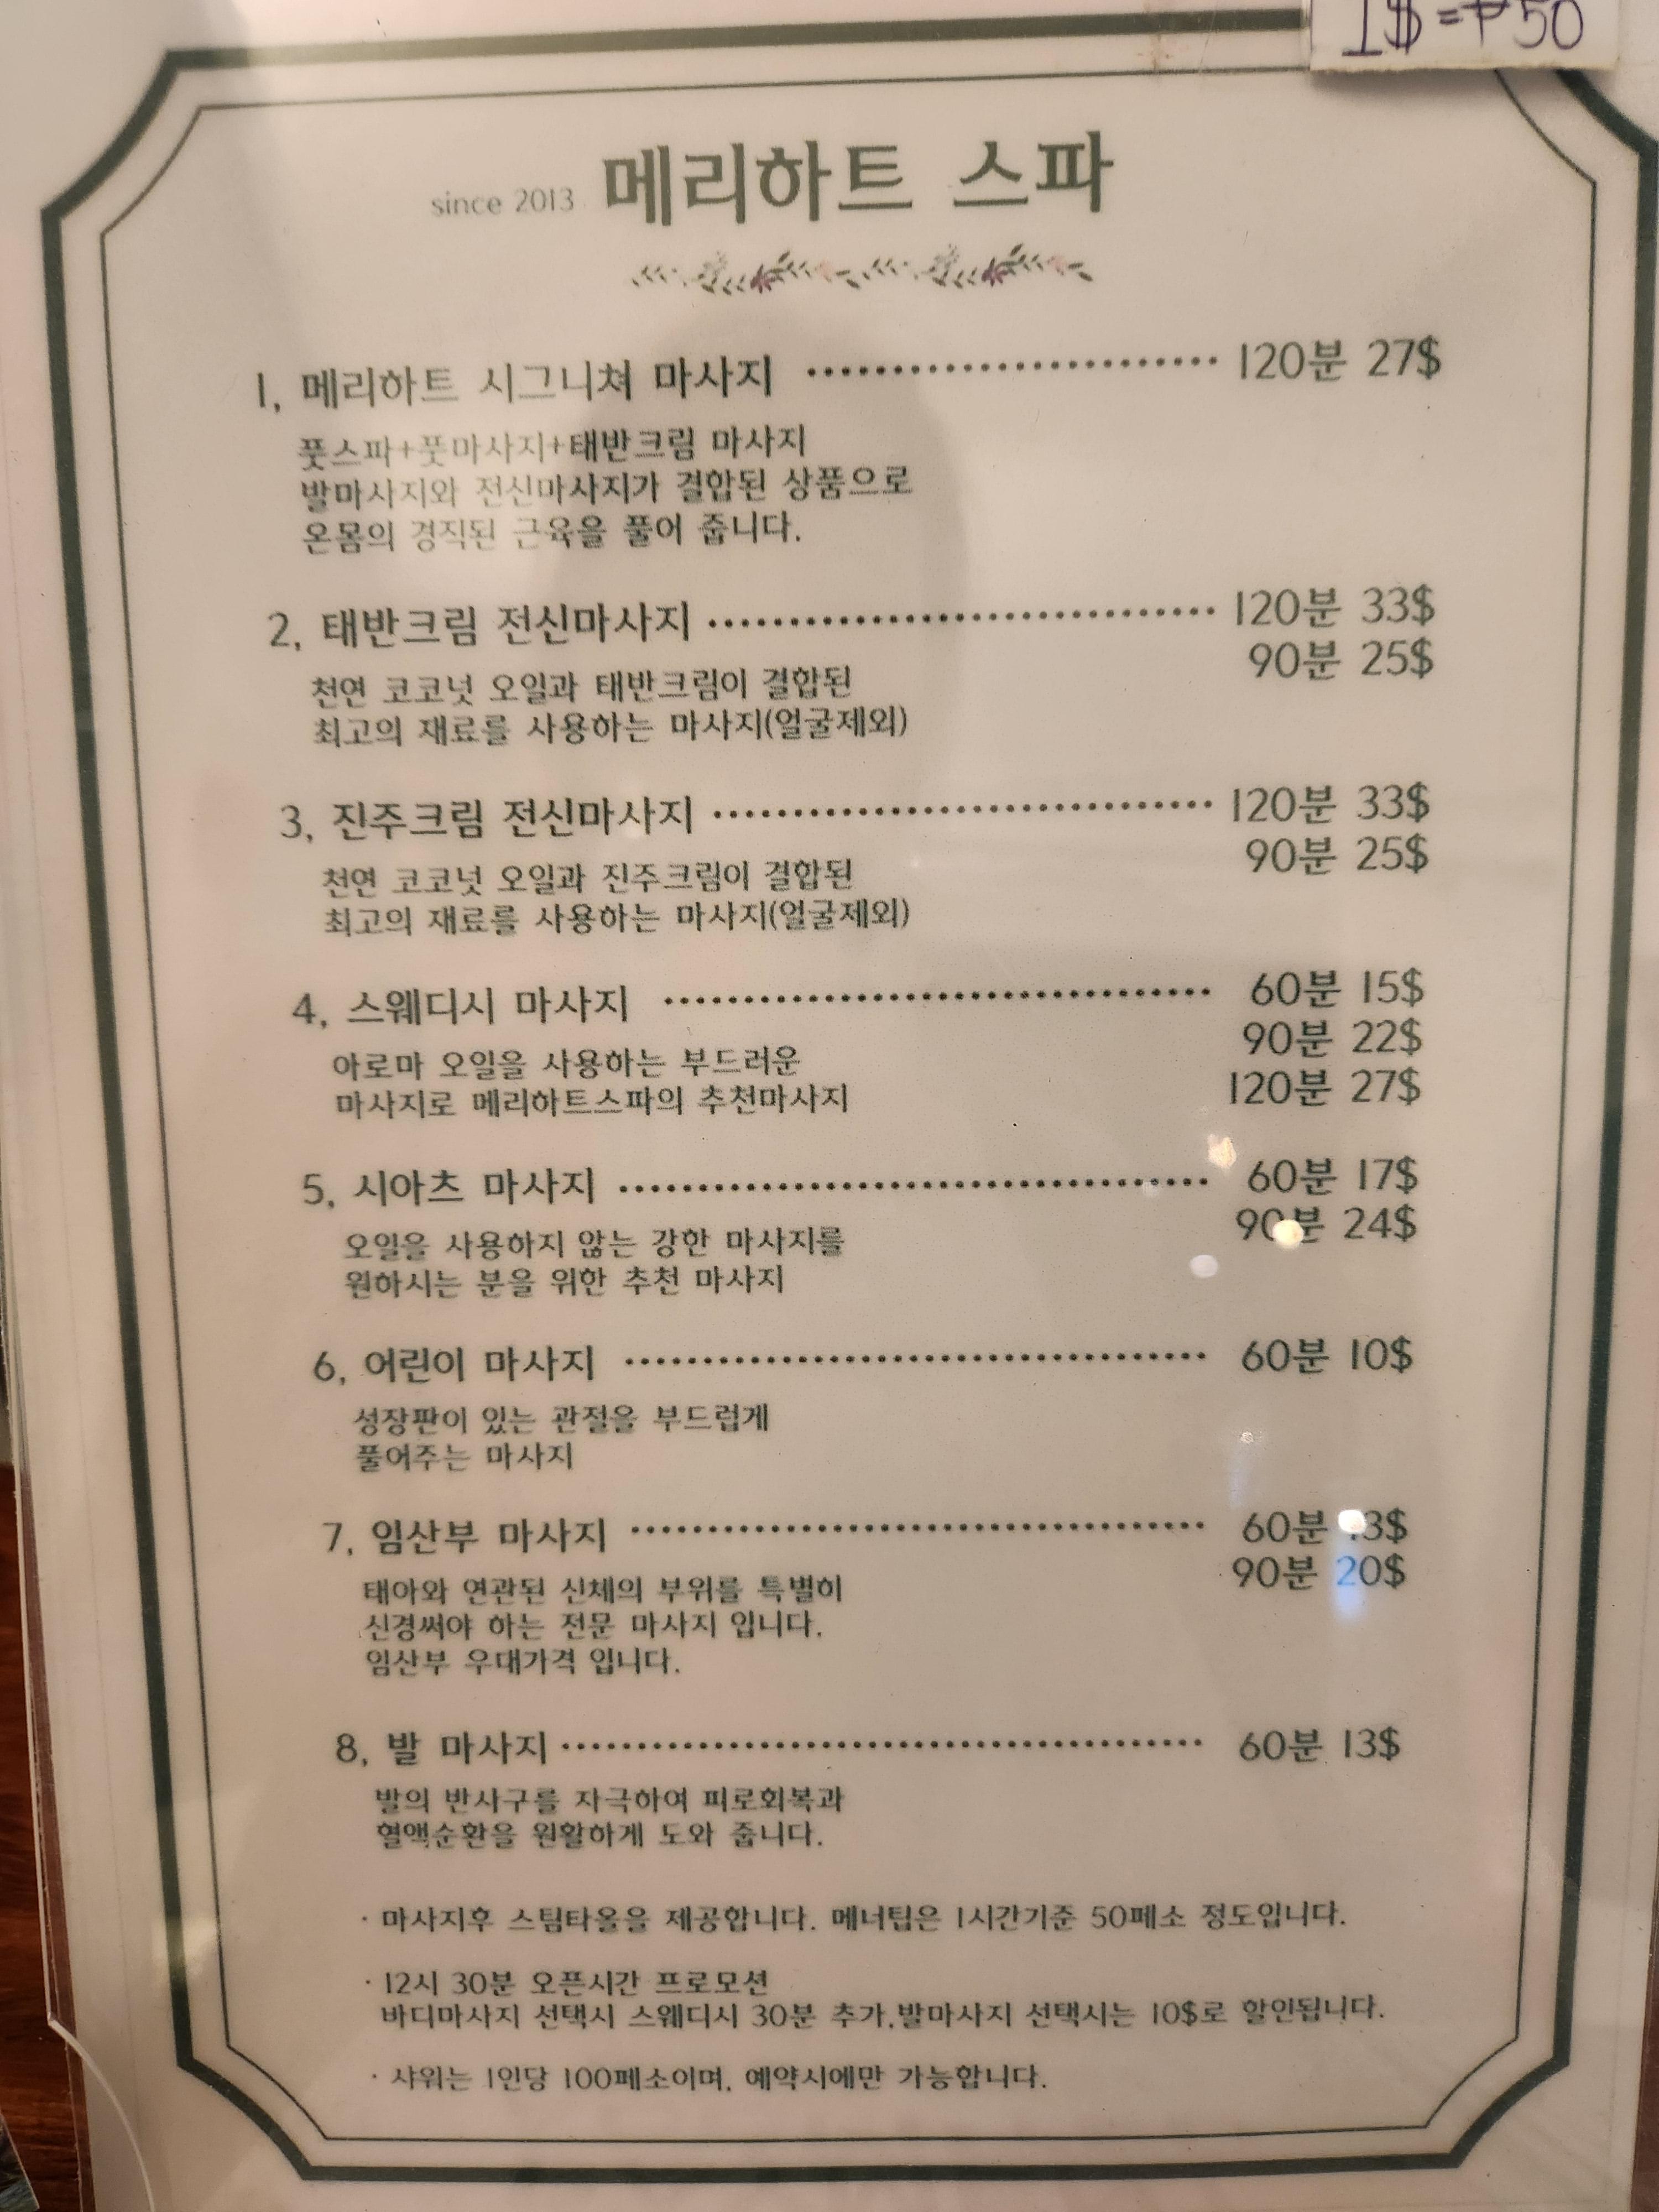 1$=₱50
since 2013 메리하트 스파
1. 메리하트 시그니쳐 마사지 120분 27$
풋스파+풋마사지+태반크림 마사지
발마사지와 전신마사지가 결합된 상품으로
온몸의 경직된 근육을 풀어 줍니다.
2. 태반크림 전신마사지 120분 33$
90분 25$
천연 코코넛 오일과 태반크림이 결합된
최고의 재료를 사용하는 마사지(얼굴제외)
3. 진주크림 전신마사지 120분 33$
90분 25$
천연 코코넛 오일과 진주크림이 결합된
최고의 재료를 사용하는 마사지(얼굴제외)
4. 스웨디시 마사지 60분 15$
90분 22$
120분 27$
아로마 오일을 사용하는 부드러운
마사지로 메리하트스파의 추천마사지
5. 시아츠 마사지 60분 17$
90분 24$
오일을 사용하지 않는 강한 마사지를
원하시는 분을 위한 추천 마사지
6. 어린이 마사지 60분 10$
성장판이 있는 관절을 부드럽게
풀어주는 마사지
7. 임산부 마사지 60분
90분 20$
태아와 연관된 신체의 부위를 특별히
신경써야 하는 전문 마사지 입니다.
임산부 우대가격 입니다.
8. 발 마사지 60분 13$
발의 반사구를 자극하여 피로회복과
혈액순환을 원활하게 도와 줍니다.
· 마사지후 스팀타올을 제공합니다. 메너팁은 1시간기준 50페소 정도입니다.
· 12시 30분 오픈시간 프로모션
바디마사지 선택시 스웨디시 30분 추가,발마사지 선택시는 10$로 할인됩니다.
· 샤워는 1인당 100페소이며, 예약시에만 가능합니다.